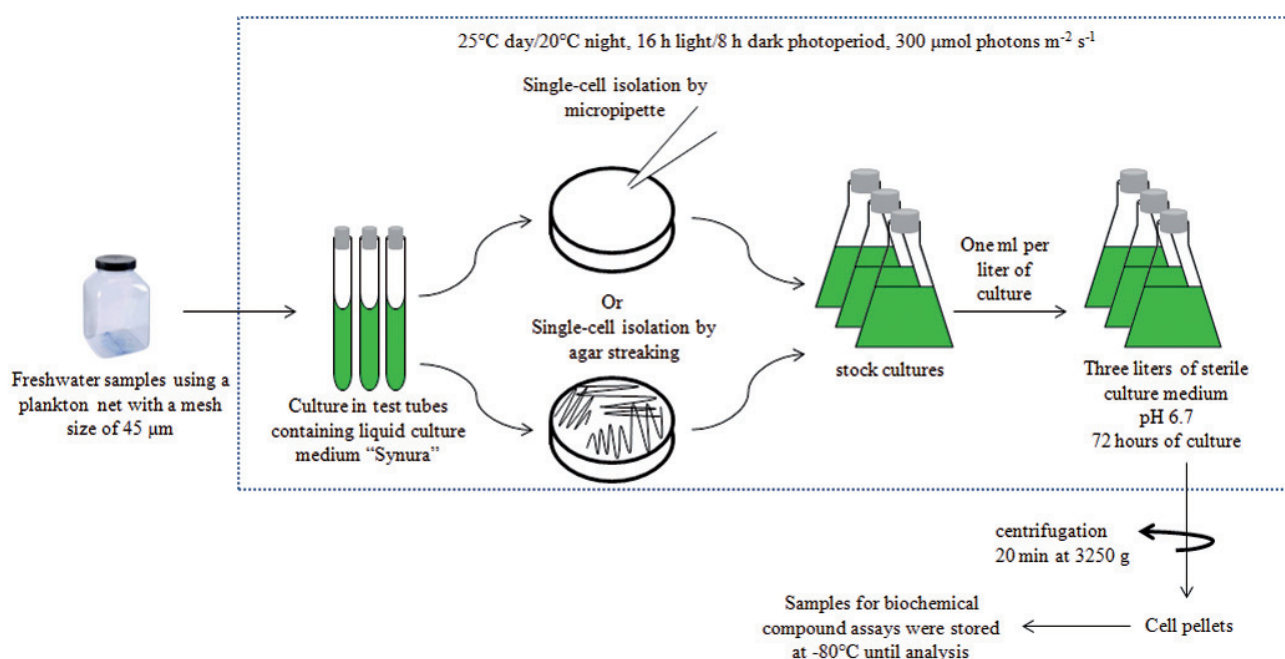 25°C day/20°C night, 16 h light/8 h dark photoperiod, 300 µmol photons m⁻² s⁻¹
Single-cell isolation by
micropipette
Freshwater samples using a
plankton net with a mesh
size of 45 µm
Culture in test tubes
containing liquid culture
medium “Synura”
Or
Single-cell isolation by
agar streaking
stock cultures
One ml per
liter of
culture
Three liters of sterile
culture medium
pH 6.7
72 hours of culture
centrifugation
20 min at 3250 g
Cell pellets
Samples for biochemical
compound assays were stored
at -80°C until analysis